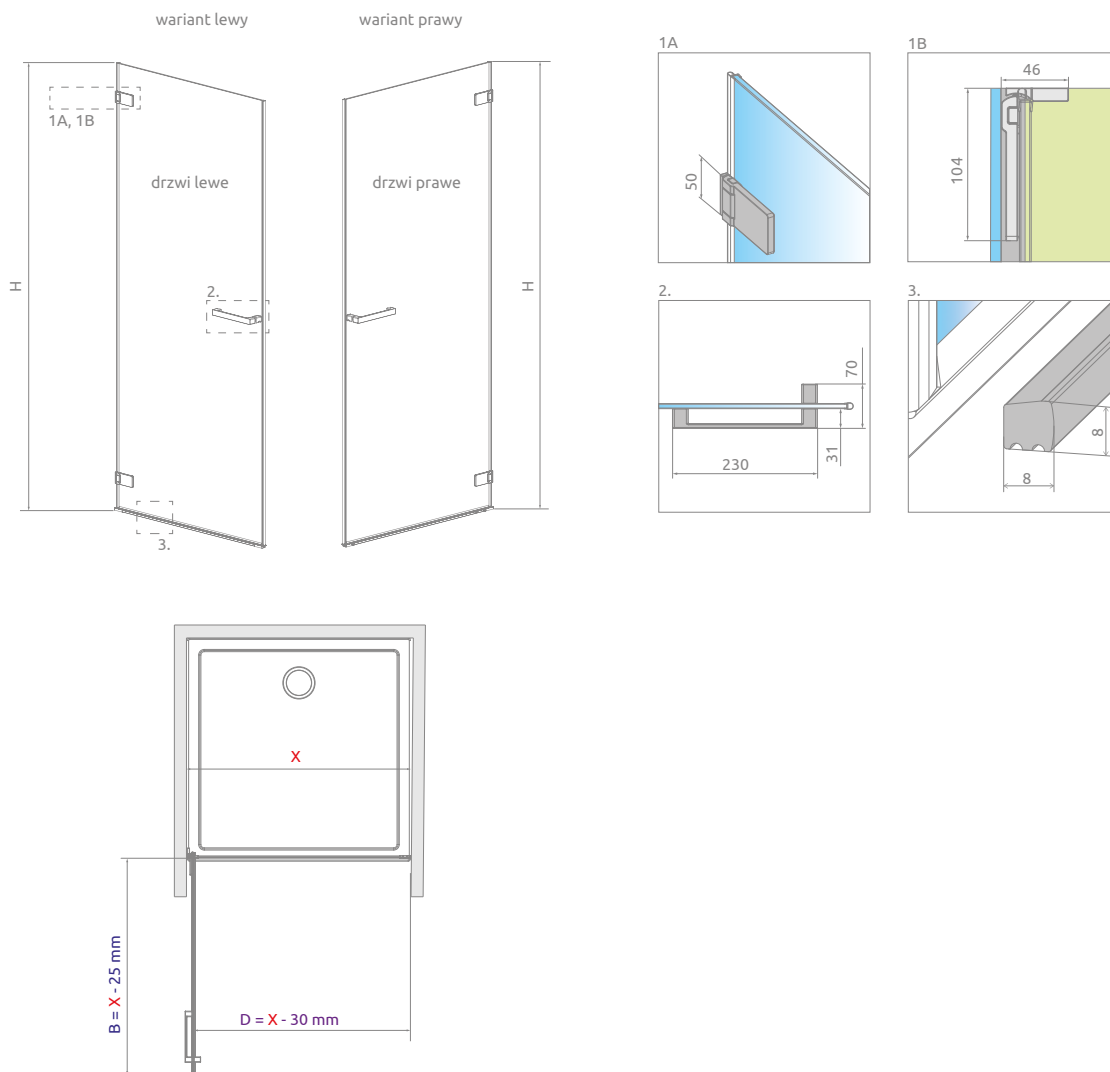 wariant lewy
wariant prawy
1A, 1B
drzwi lewe
drzwi prawe
H
H
2.
3.
1A
50
1B
46
104
2.
70
31
230
3.
8
8
X
B = X - 25 mm
D = X - 30 mm